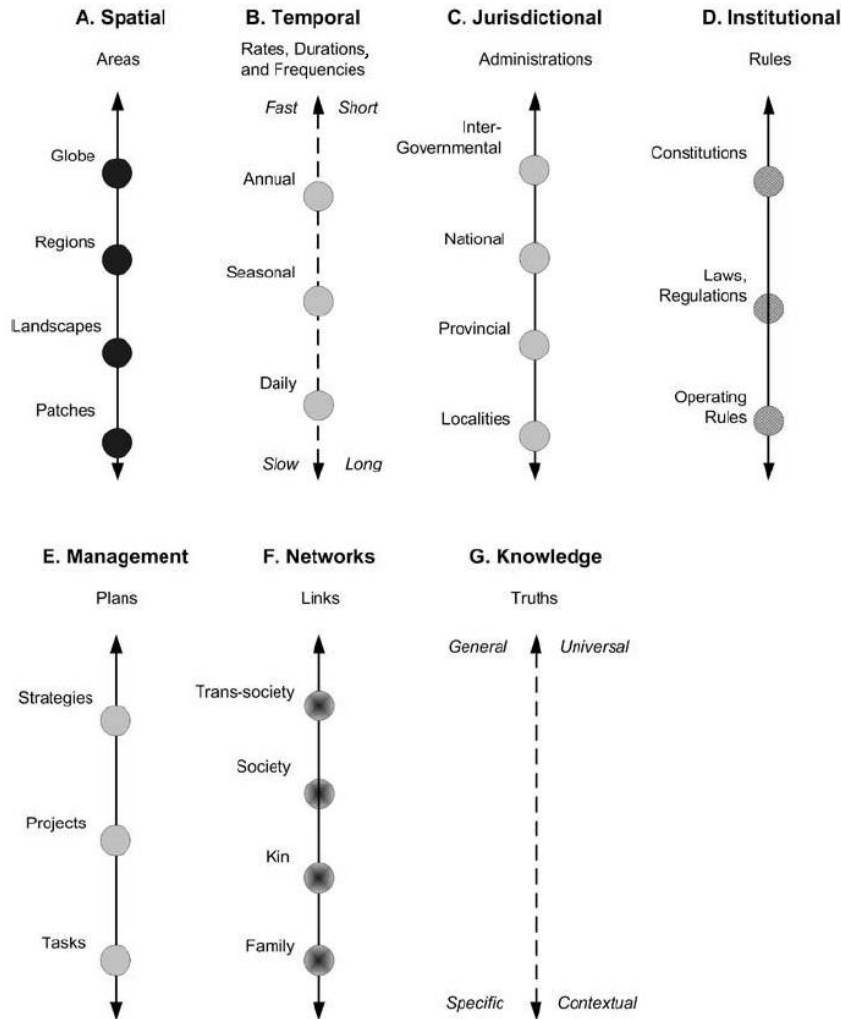 A. Spatial
Areas
Globe
Regions
Landscapes
Patches
B. Temporal
Rates, Durations,
and Frequencies
Fast Short
Annual
Seasonal
Daily
Slow Long
C. Jurisdictional
Administrations
Inter-
Governmental
National
Provincial
Localities
D. Institutional
Rules
Constitutions
Laws,
Regulations
Operating
Rules
E. Management
Plans
Strategies
Projects
Tasks
F. Networks
Links
Trans-society
Society
Kin
Family
G. Knowledge
Truths
General Universal
Specific Contextual